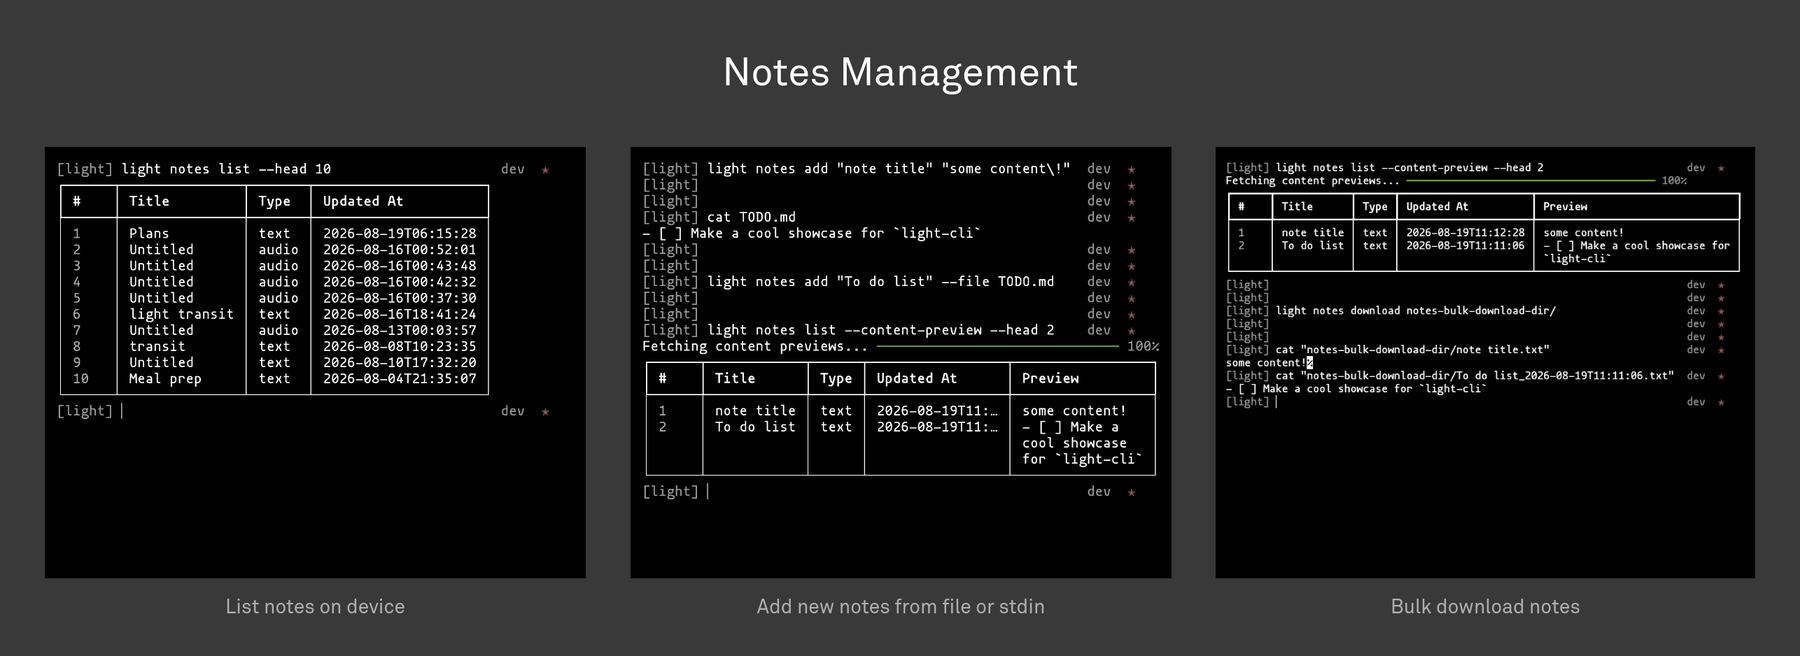 Notes Management
[light] light notes list --head 10 dev ★
# Title Type Updated At
1 Plans text 2026-08-19T06:15:28
2 Untitled audio 2026-08-16T00:52:01
3 Untitled audio 2026-08-16T00:43:48
4 Untitled audio 2026-08-16T00:42:32
5 Untitled audio 2026-08-16T00:37:30
6 light transit text 2026-08-16T18:41:24
7 Untitled audio 2026-08-13T00:03:57
8 transit text 2026-08-08T10:23:35
9 Untitled text 2026-08-10T17:32:20
10 Meal prep text 2026-08-04T21:35:07
[light] dev ★
List notes on device
[light] light notes add "note title" "some content\!" dev ★
[light] ★
[light] ★
[light] cat TODO.md dev ★
- [ ] Make a cool showcase for `light-cli`
[light] ★
[light] ★
[light] light notes add "To do list" --file TODO.md dev ★
[light] ★
[light] ★
[light] light notes list --content-preview --head 2 dev ★
Fetching content previews... 100%
# Title Type Updated At Preview
1 note title text 2026-08-19T11:… some content!
2 To do list text 2026-08-19T11:… - [ ] Make a
cool showcase
for `light-cli`
[light] dev ★
Add new notes from file or stdin
[light] light notes list --content-preview --head 2 dev ★
Fetching content previews... 100%
# Title Type Updated At Preview
1 note title text 2026-08-19T11:12:28 some content!
2 To do list text 2026-08-19T11:11:06 - [ ] Make a cool showcase for
`light-cli`
[light] dev ★
[light] dev ★
[light] light notes download notes-bulk-download-dir/ dev ★
[light] dev ★
[light] dev ★
[light] cat "notes-bulk-download-dir/note title.txt" dev ★
some content!%
[light] cat "notes-bulk-download-dir/To do list_2026-08-19T11:11:06.txt" dev ★
- [ ] Make a cool showcase for `light-cli`
[light] dev ★
Bulk download notes